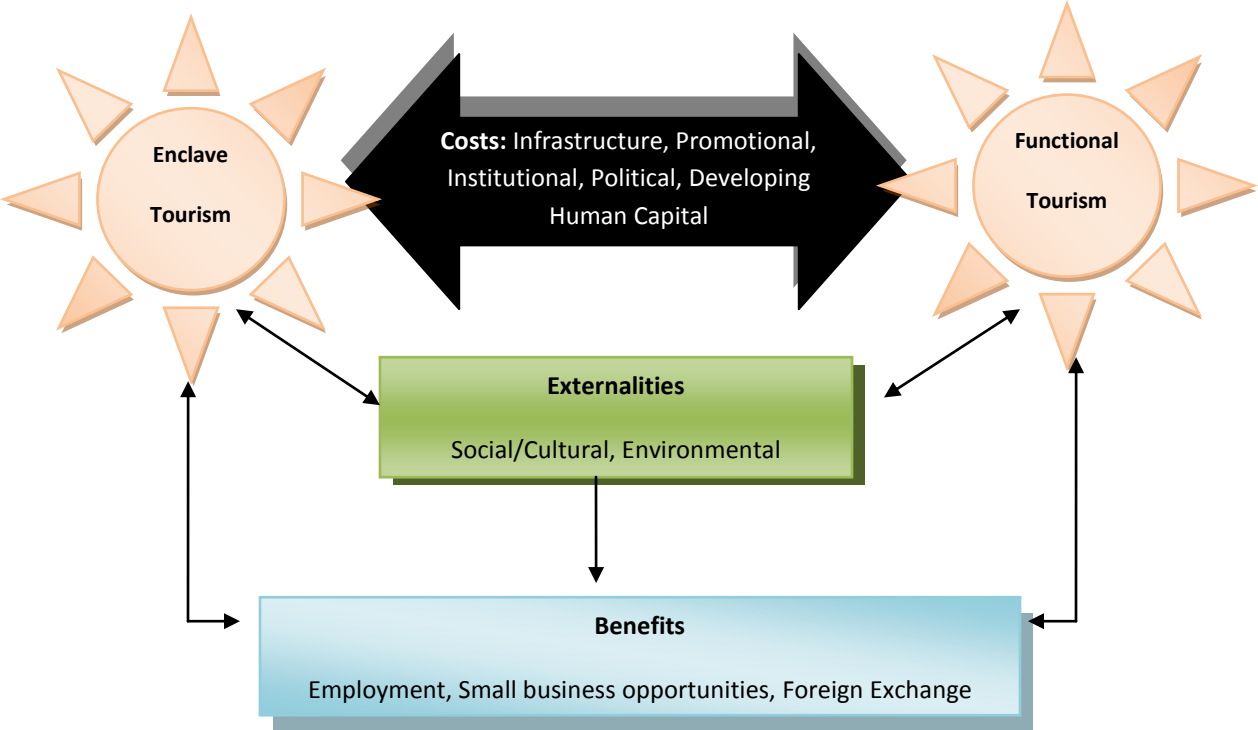 Enclave
Tourism
Costs: Infrastructure, Promotional,
Institutional, Political, Developing
Human Capital
Functional
Tourism
Externalities
Social/Cultural, Environmental
Benefits
Employment, Small business opportunities, Foreign Exchange